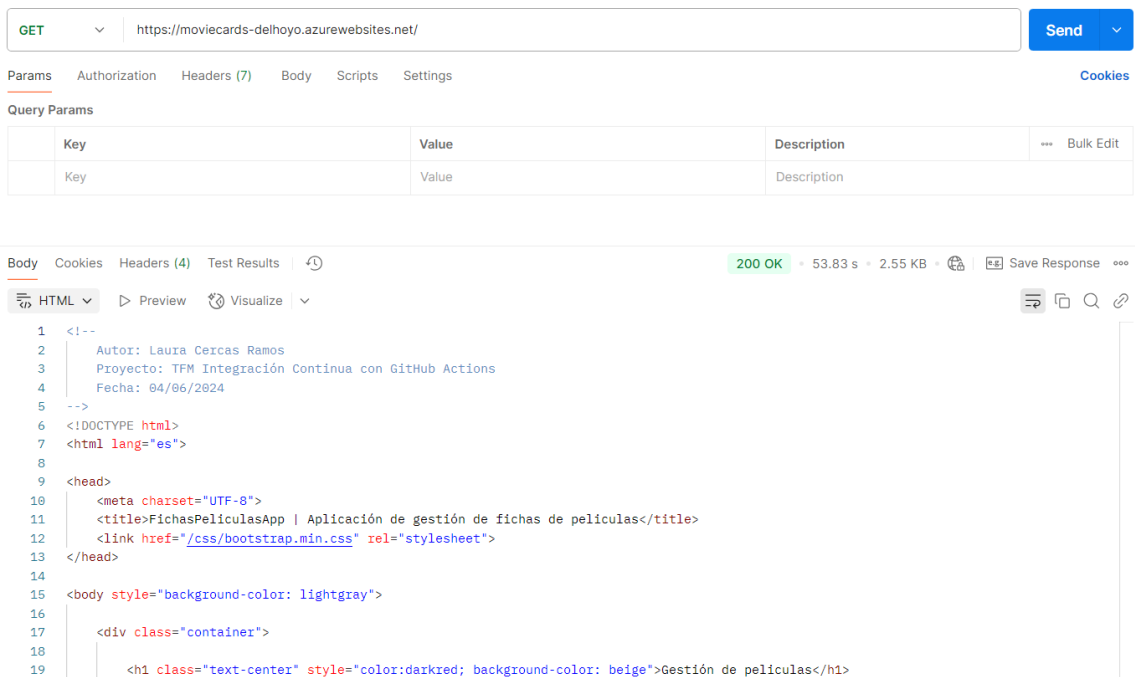 GET https://moviecards-delhoyo.azurewebsites.net/ Send
Params Authorization Headers (7) Body Scripts Settings Cookies
Query Params
Key Value Description Bulk Edit
Key Value Description
Body Cookies Headers (4) Test Results 200 OK 53.83 s 2.55 KB e.g. Save Response
HTML Preview Visualize
1 <!--
2 Autor: Laura Cercas Ramos
3 Proyecto: TFM Integración Continua con GitHub Actions
4 Fecha: 04/06/2024
5 -->
6 <!DOCTYPE html>
7 <html lang="es">
8
9 <head>
10 <meta charset="UTF-8">
11 <title>FichasPeliculasApp | Aplicación de gestión de fichas de peliculas</title>
12 <link href="/css/bootstrap.min.css" rel="stylesheet">
13 </head>
14
15 <body style="background-color: lightgray">
16
17 <div class="container">
18
19 <h1 class="text-center" style="color:darkred; background-color: beige">Gestión de peliculas</h1>